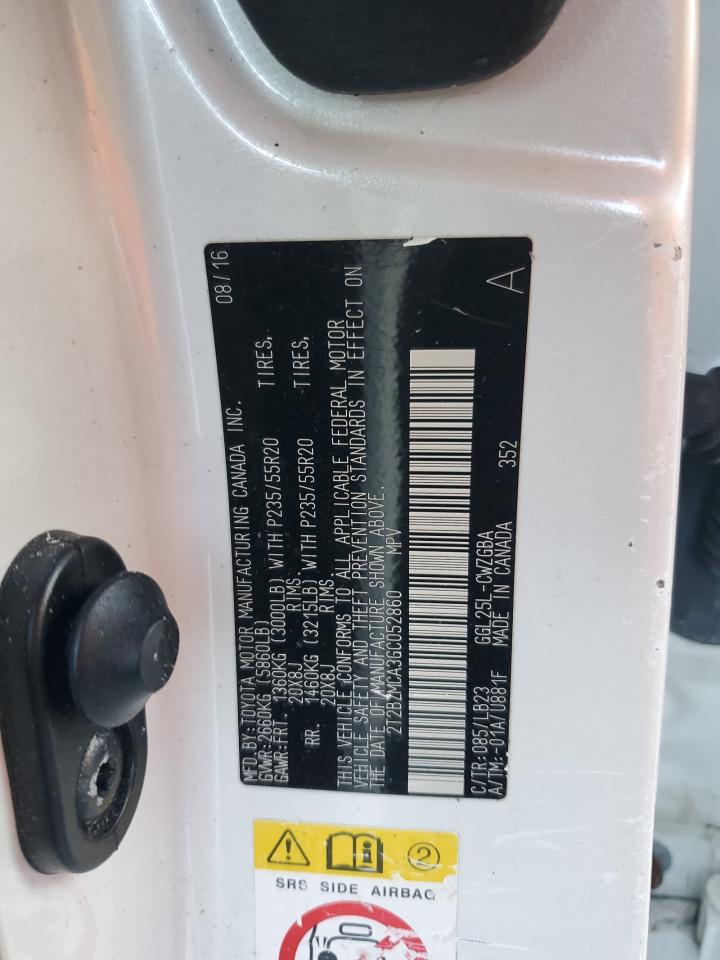 08/16
MFD.BY: TOYOTA MOTOR MANUFACTURING CANADA INC.
GVWR:2660KG (5860LB)
GAWR:FRT. 1360KG (3000LB) WITH P235/55R20 TIRES,
20X8J RIMS
RR. 1460KG (3215LB) WITH P235/55R20 TIRES,
20X8J RIMS
THIS VEHICLE CONFORMS TO ALL APPLICABLE FEDERAL MOTOR
VEHICLE SAFETY AND THEFT PREVENTION STANDARDS IN EFFECT ON
THE DATE OF MANUFACTURE SHOWN ABOVE.
2T2BZMCA3GC052860 MPV
C/TR:085/LB23 GGL25L-CWZGBA 352
A/TM:-01A/U881F MADE IN CANADA
A
2
SRS SIDE AIRBAG